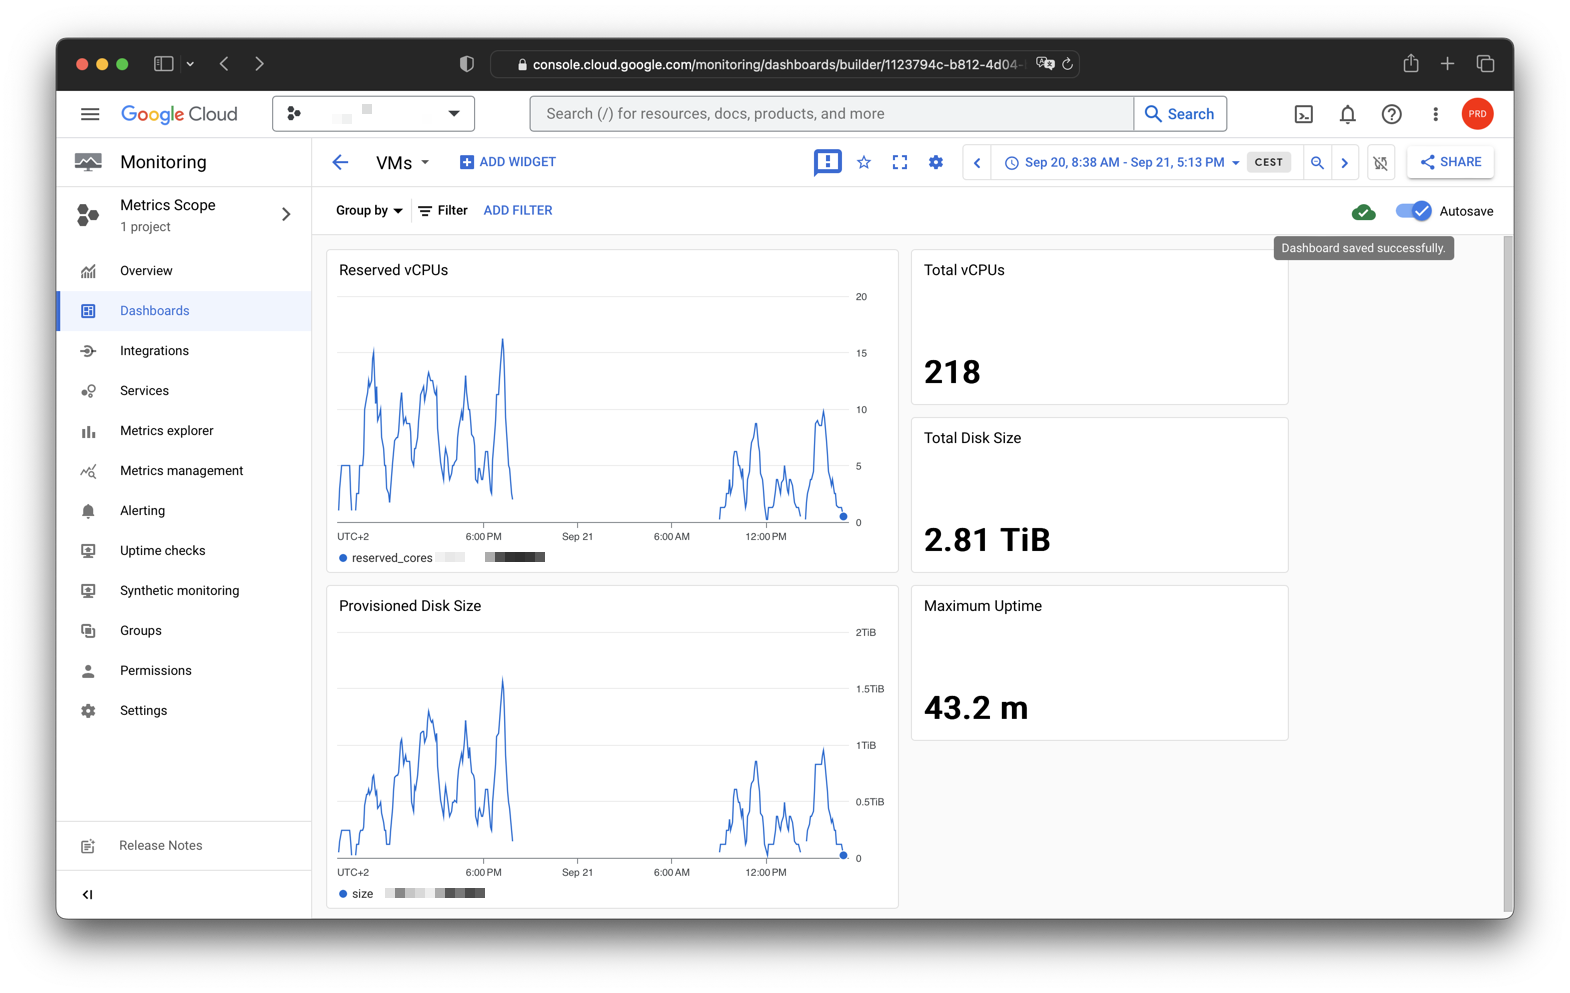 console.cloud.google.com/monitoring/dashboards/builder/1123794c-b812-4d04-
Google Cloud
Search (/) for resources, docs, products, and more
Search
PRD
Monitoring
VMs
ADD WIDGET
Sep 20, 8:38 AM - Sep 21, 5:13 PM
CEST
SHARE
Metrics Scope
1 project
Group by
Filter
ADD FILTER
Autosave
Dashboard saved successfully.
Overview
Dashboards
Integrations
Services
Metrics explorer
Metrics management
Alerting
Uptime checks
Synthetic monitoring
Groups
Permissions
Settings
Release Notes
Reserved vCPUs
20
15
10
5
0
UTC+2
6:00 PM
Sep 21
6:00 AM
12:00 PM
reserved_cores
Total vCPUs
218
Total Disk Size
2.81 TiB
Provisioned Disk Size
2TiB
1.5TiB
1TiB
0.5TiB
0
UTC+2
6:00 PM
Sep 21
6:00 AM
12:00 PM
size
Maximum Uptime
43.2 m